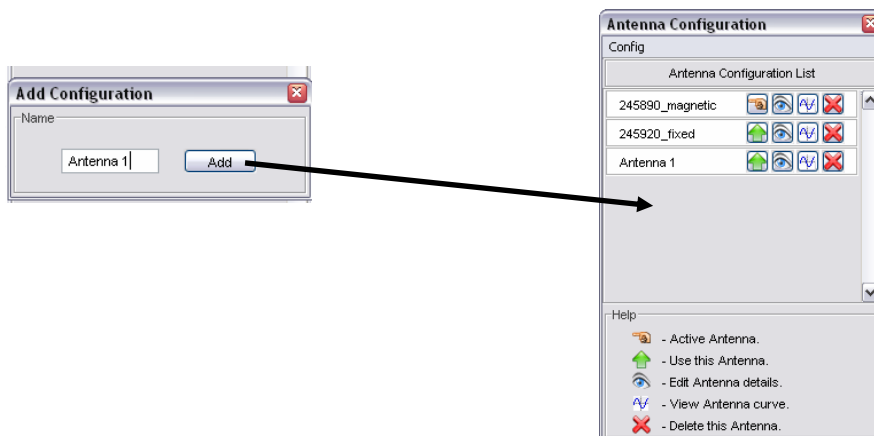 Add Configuration
Name
Antenna 1
Add
Antenna Configuration
Config
Antenna Configuration List
245890_magnetic
245920_fixed
Antenna 1
Help
- Active Antenna.
- Use this Antenna.
- Edit Antenna details.
- View Antenna curve.
- Delete this Antenna.